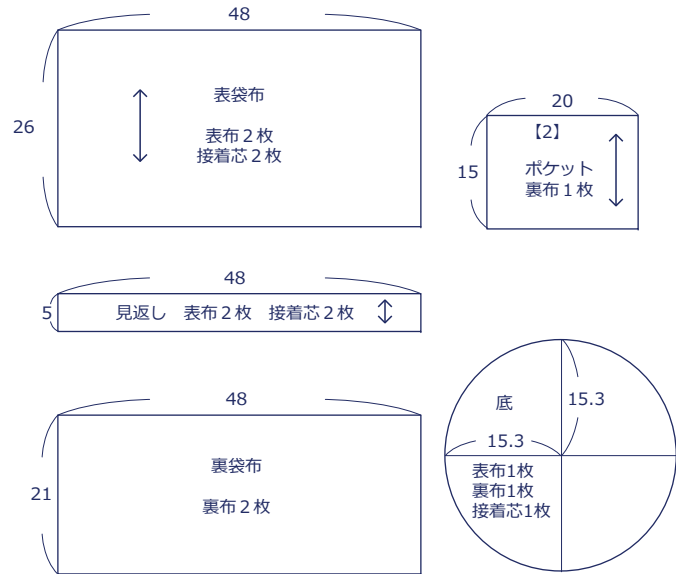 48
26
表袋布
表布２枚
接着芯２枚
20
15
【2】
ポケット
裏布１枚
48
5
見返し　表布２枚　接着芯２枚
48
21
裏袋布
裏布２枚
底
15.3
15.3
表布1枚
裏布1枚
接着芯1枚